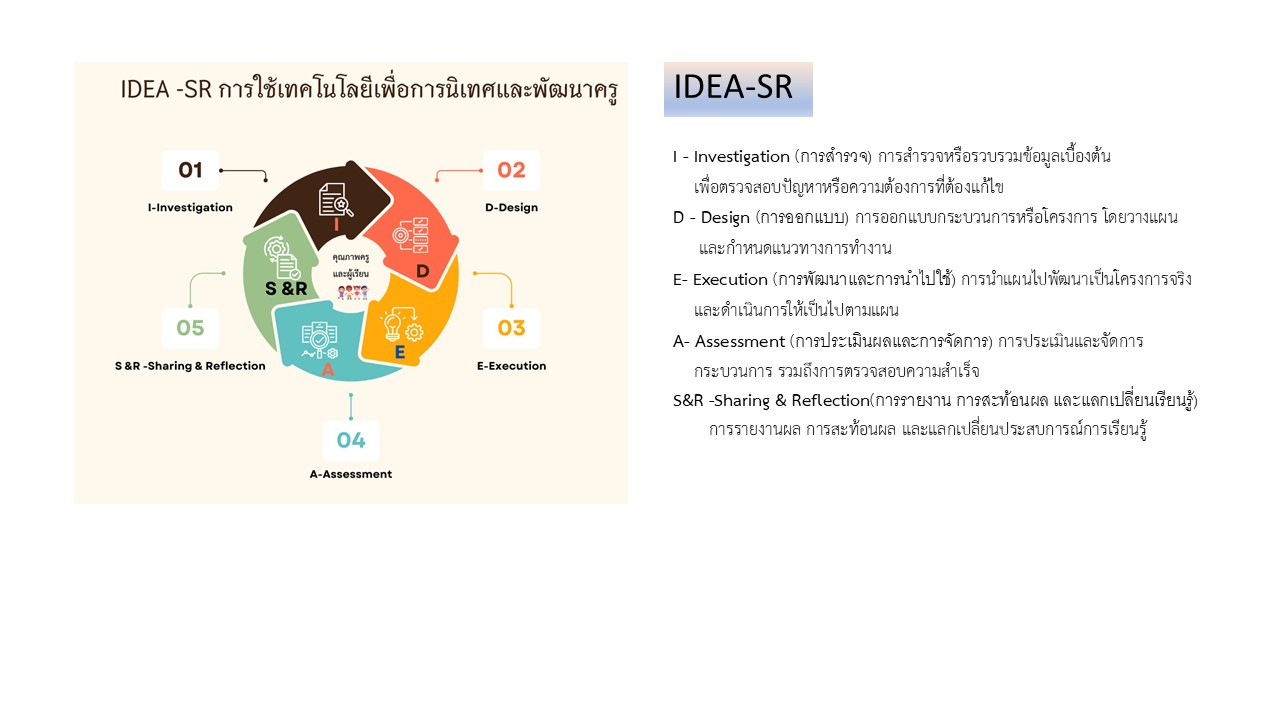 IDEA -SR การใช้เทคโนโลยีเพื่อการนิเทศและพัฒนาครู
01
I-Investigation
02
D-Design
I
D
คุณภาพครู
และผู้เรียน
S &R
E
A
05
S &R -Sharing & Reflection
03
E-Execution
04
A-Assessment
IDEA-SR
I - Investigation (การสำรวจ) การสำรวจหรือรวบรวมข้อมูลเบื้องต้น
เพื่อตรวจสอบปัญหาหรือความต้องการที่ต้องแก้ไข
D - Design (การออกแบบ) การออกแบบกระบวนการหรือโครงการ โดยวางแผน
และกำหนดแนวทางการทำงาน
E- Execution (การพัฒนาและการนำไปใช้) การนำแผนไปพัฒนาเป็นโครงการจริง
และดำเนินการให้เป็นไปตามแผน
A- Assessment (การประเมินผลและการจัดการ) การประเมินและจัดการ
กระบวนการ รวมถึงการตรวจสอบความสำเร็จ
S&R -Sharing & Reflection(การรายงาน การสะท้อนผล และแลกเปลี่ยนเรียนรู้)
การรายงานผล การสะท้อนผล และแลกเปลี่ยนประสบการณ์การเรียนรู้